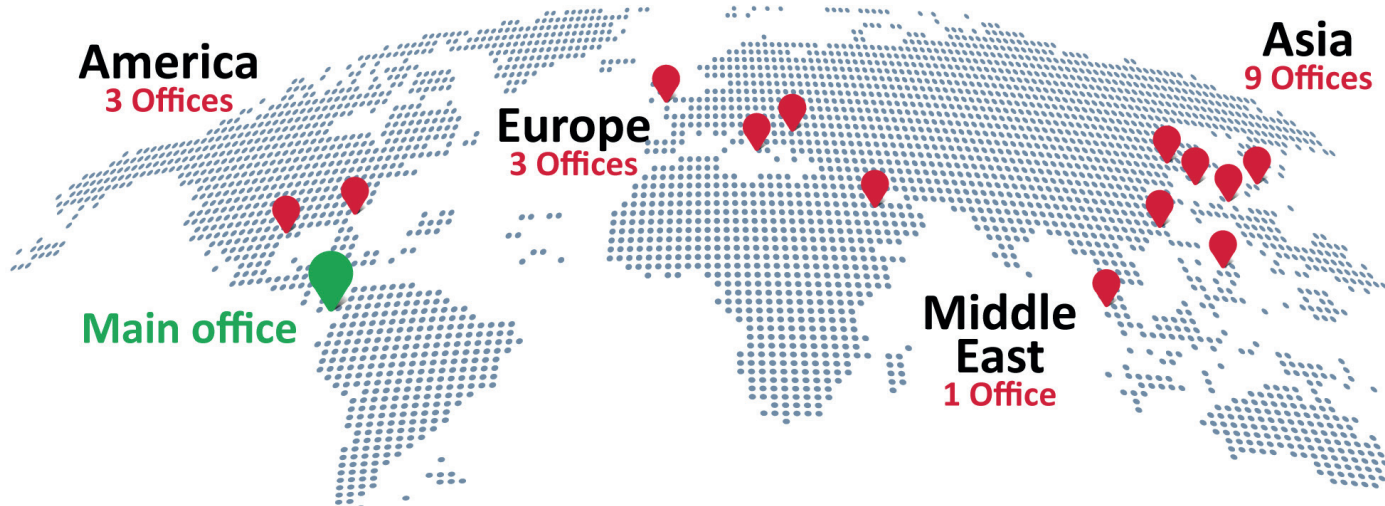 America
3 Offices
Europe
3 Offices
Asia
9 Offices
Main office
Middle
East
1 Office